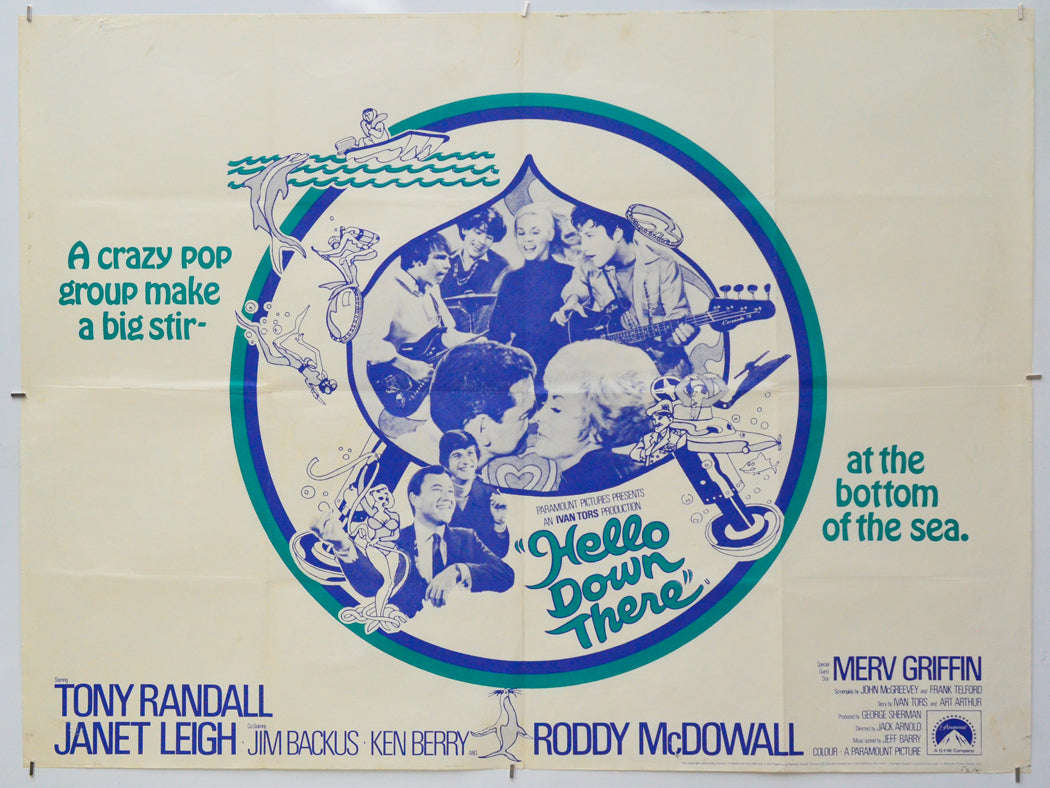 A crazy pop
group make
a big stir-
at the
bottom
of the sea.
PARAMOUNT PICTURES PRESENTS
AN IVAN TORS PRODUCTION
"Hello
Down
There"
Starring
TONY RANDALL
JANET LEIGH · Co-Starring JIM BACKUS · KEN BERRY AND RODDY McDOWALL
Special Guest Star MERV GRIFFIN
Screenplay by JOHN McGREEVEY and FRANK TELFORD
Story by IVAN TORS and ART ARTHUR
Produced by GEORGE SHERMAN
Directed by JACK ARNOLD
Music scored by JEFF BARRY
COLOUR · A PARAMOUNT PICTURE
Paramount
A G+W Company